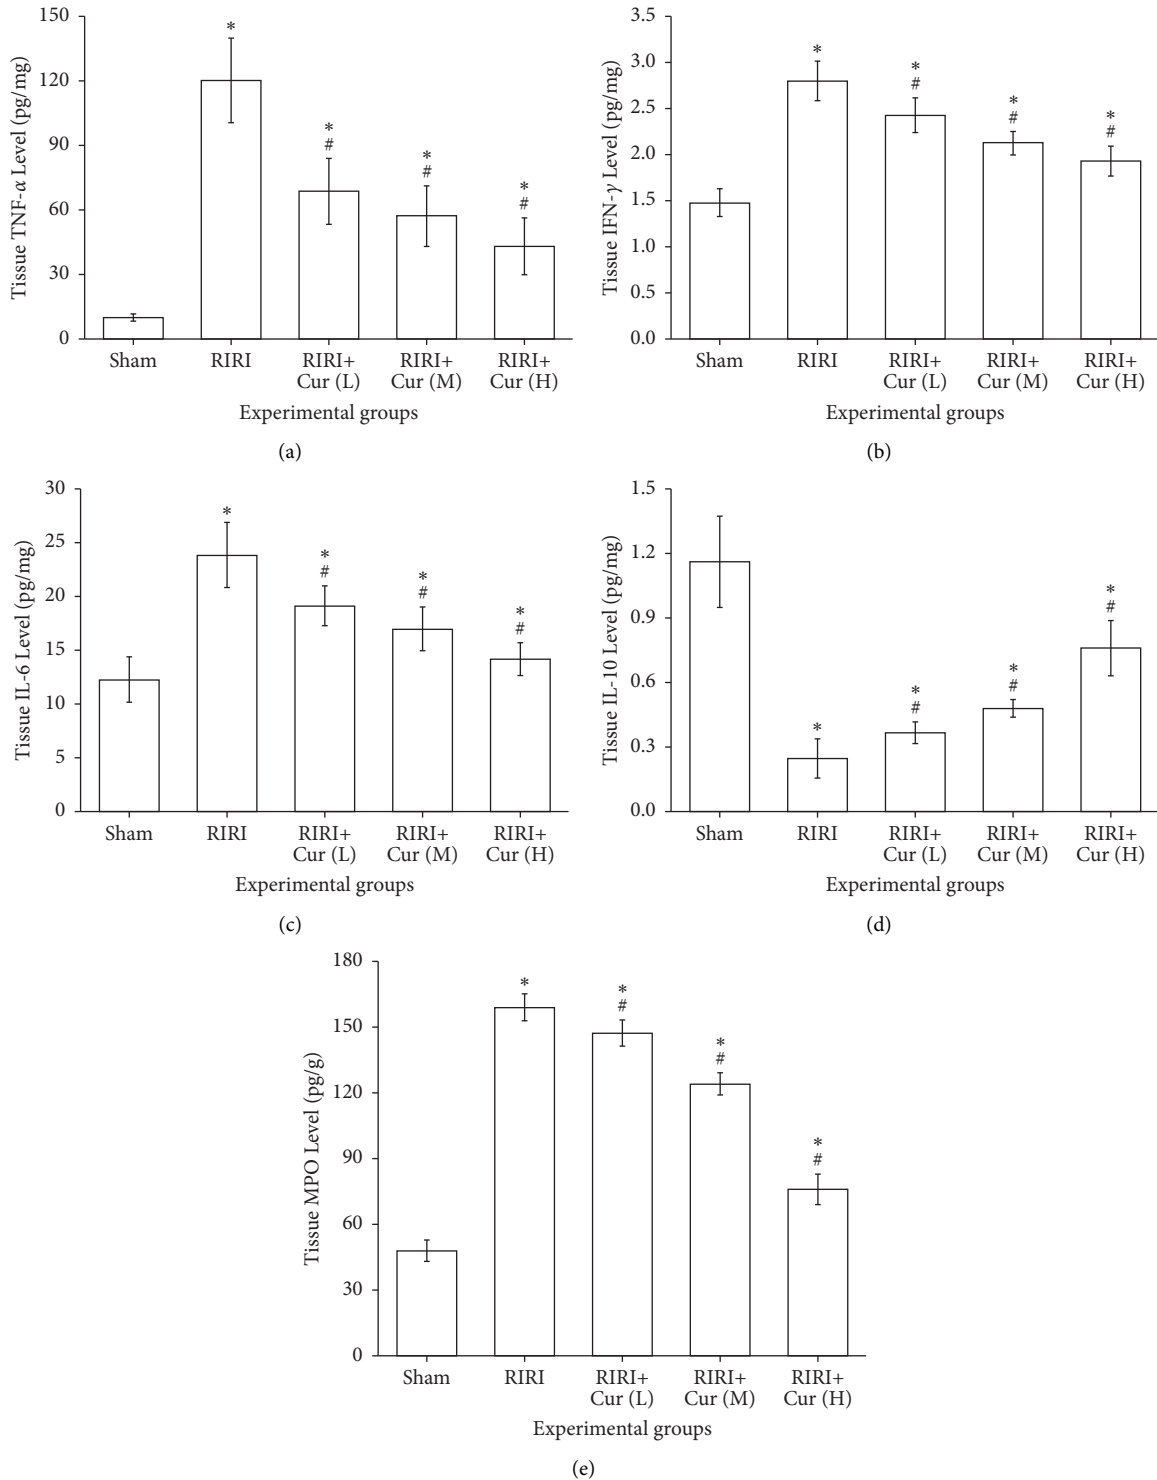 Tissue TNF-α Level (pg/mg)
150
120
90
60
30
0
*
*
#
*
#
*
#
Sham RIRI RIRI+ RIRI+ RIRI+
Cur (L) Cur (M) Cur (H)
Experimental groups
(a)
Tissue IFN-γ Level (pg/mg)
3.5
3.0
2.5
2.0
1.5
1.0
0.5
0.0
*
*
#
*
#
*
#
Sham RIRI RIRI+ RIRI+ RIRI+
Cur (L) Cur (M) Cur (H)
Experimental groups
(b)
Tissue IL-6 Level (pg/mg)
30
25
20
15
10
5
0
*
*
#
*
#
*
#
Sham RIRI RIRI+ RIRI+ RIRI+
Cur (L) Cur (M) Cur (H)
Experimental groups
(c)
Tissue IL-10 Level (pg/mg)
1.5
1.2
0.9
0.6
0.3
0.0
*
*
#
*
#
*
#
Sham RIRI RIRI+ RIRI+ RIRI+
Cur (L) Cur (M) Cur (H)
Experimental groups
(d)
Tissue MPO Level (pg/g)
180
150
120
90
60
30
0
*
*
#
*
#
*
#
Sham RIRI RIRI+ RIRI+ RIRI+
Cur (L) Cur (M) Cur (H)
Experimental groups
(e)